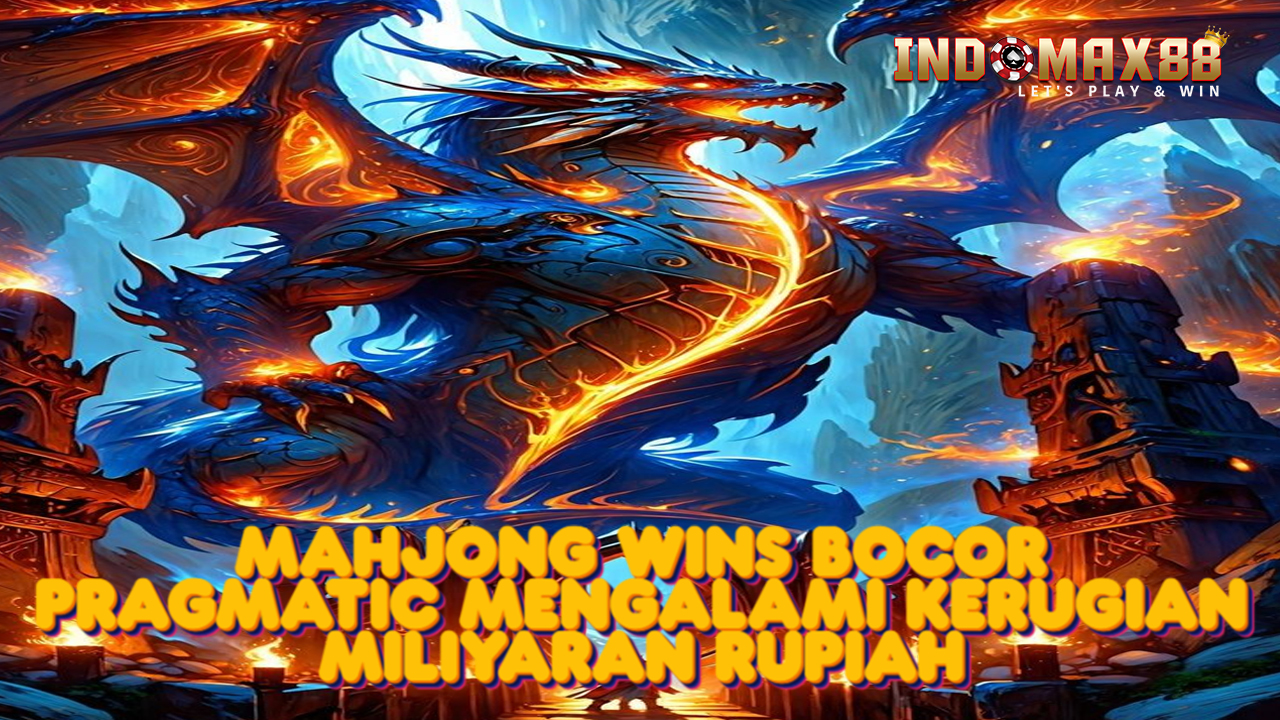 INDOMAX88
LET'S PLAY & WIN
MAHJONG WINS BOCOR
PRAGMATIC MENGALAMI KERUGIAN
MILIYARAN RUPIAH